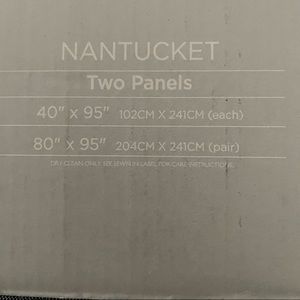 NANTUCKET
Two Panels
40" x 95" 102CM X 241CM (each)
80" x 95" 204CM X 241CM (pair)
DRY CLEAN ONLY. SEE SEWN IN LABEL FOR CARE INSTRUCTIONS.